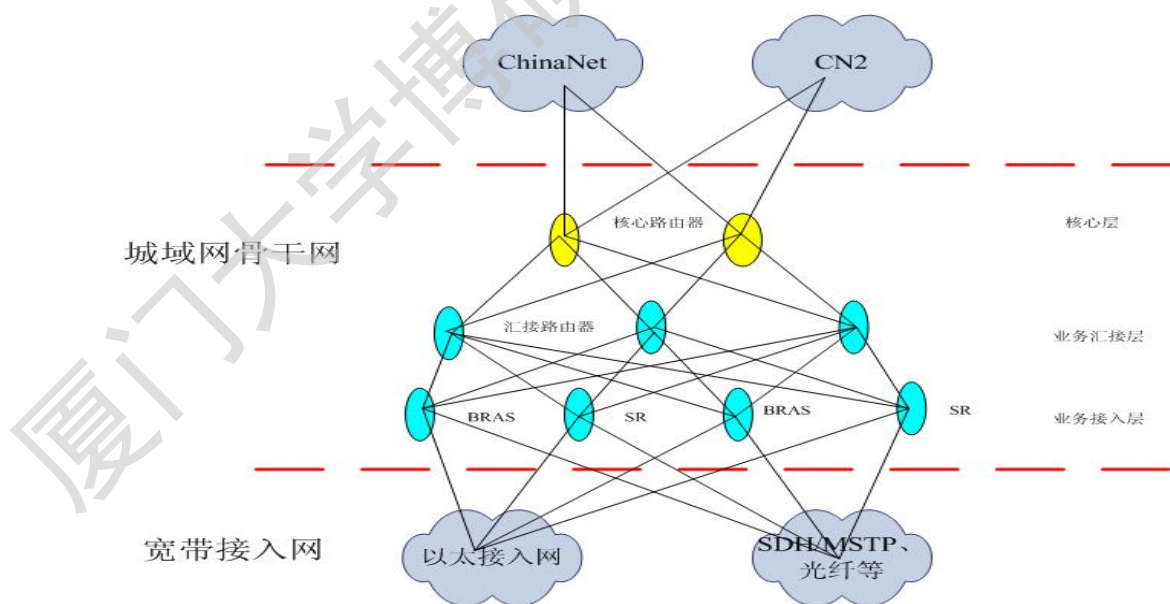 ChinaNet
CN2
核心路由器
核心层
城域网骨干网
汇接路由器
业务汇接层
BRAS
SR
BRAS
SR
业务接入层
宽带接入网
以太接入网
SDH/MSTP、
光纤等
厦门大学博